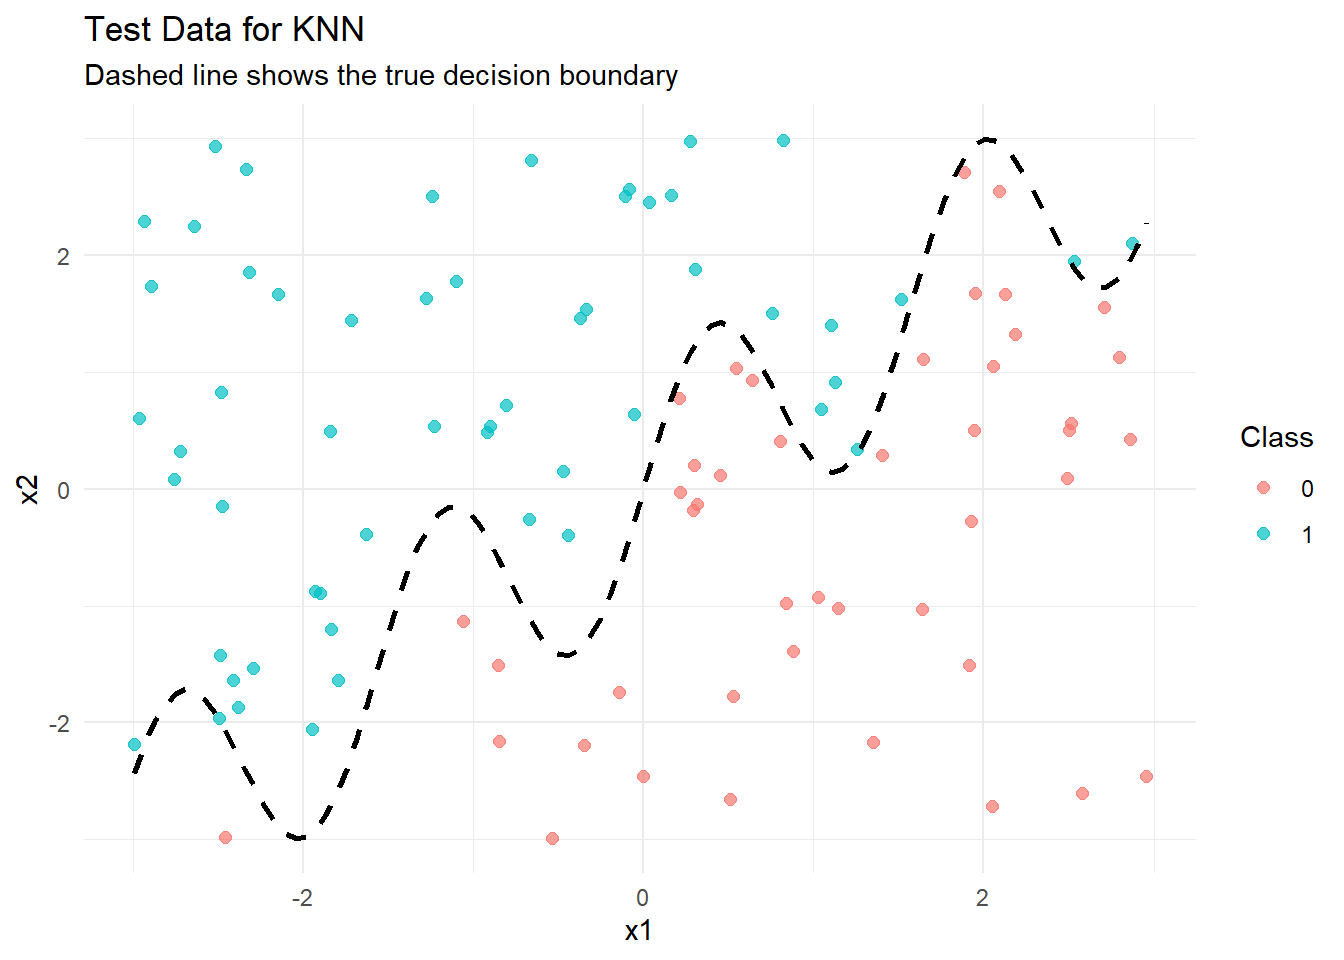 Test Data for KNN
Dashed line shows the true decision boundary
2
0
-2
x2
-2
0
2
x1
Class
0
1